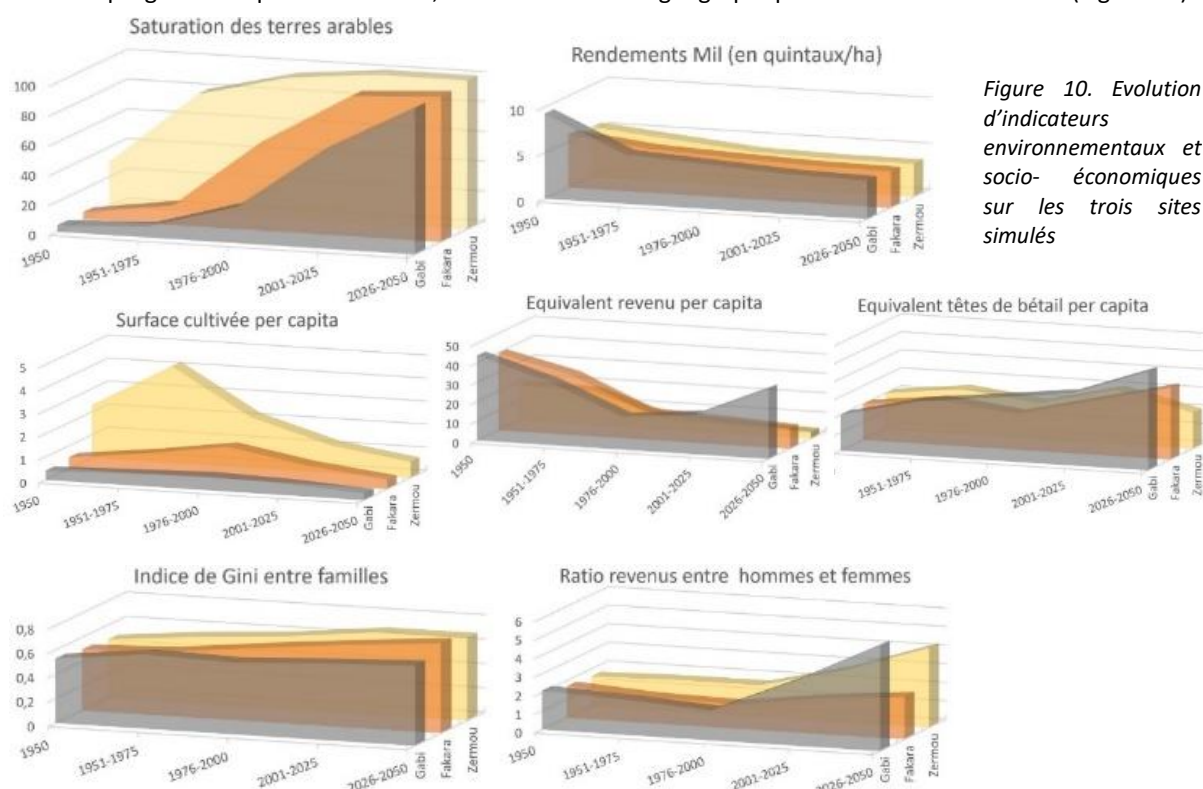 Saturation des terres arables
100
80
60
40
20
0
1950
1951-1975
1976-2000
2001-2025
2026-2050
Gabi
Fakara
Zermou
Rendements Mil (en quintaux/ha)
10
5
0
1950
1951-1975
1976-2000
2001-2025
2026-2050
Gabi
Fakara
Zermou
Figure 10. Evolution
d'indicateurs
environnementaux et
socio- économiques
sur les trois sites
simulés
Surface cultivée per capita
5
4
3
2
1
0
1950
1951-1975
1976-2000
2001-2025
2026-2050
Gabi
Fakara
Zermou
Equivalent revenu per capita
50
40
30
20
10
0
1950
1951-1975
1976-2000
2001-2025
2026-2050
Gabi
Fakara
Zermou
Equivalent têtes de bétail per capita
1951-1975
1976-2000
2001-2025
2026-2050
Gabi
Fakara
Zermou
Indice de Gini entre familles
0,8
0,6
0,4
0,2
0
1950
1951-1975
1976-2000
2001-2025
2026-2050
Gabi
Fakara
Zermou
Ratio revenus entre hommes et femmes
6
5
4
3
2
1
0
1950
1951-1975
1976-2000
2001-2025
2026-2050
Gabi
Fakara
Zermou